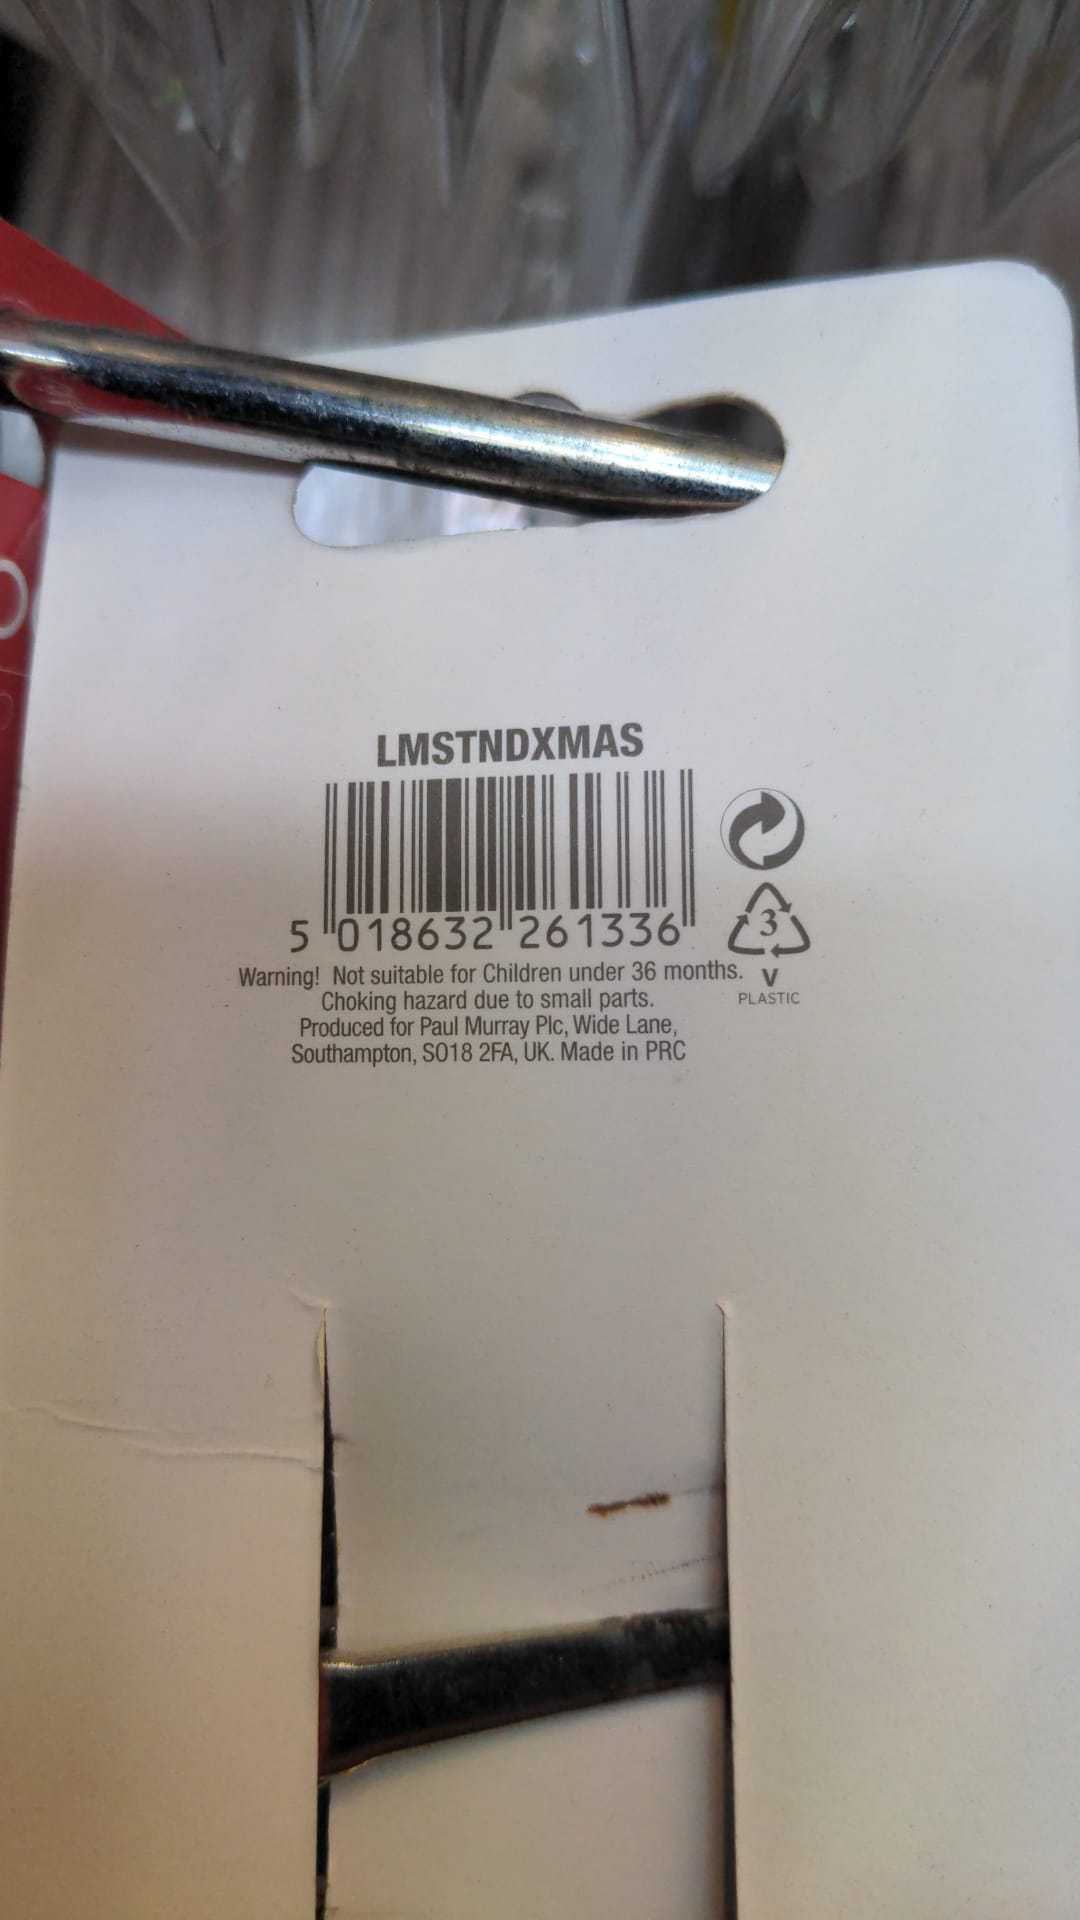 LMSTNDXMAS
5 018632 261336
3
V
PLASTIC
Warning! Not suitable for Children under 36 months.
Choking hazard due to small parts.
Produced for Paul Murray Plc, Wide Lane,
Southampton, SO18 2FA, UK. Made in PRC